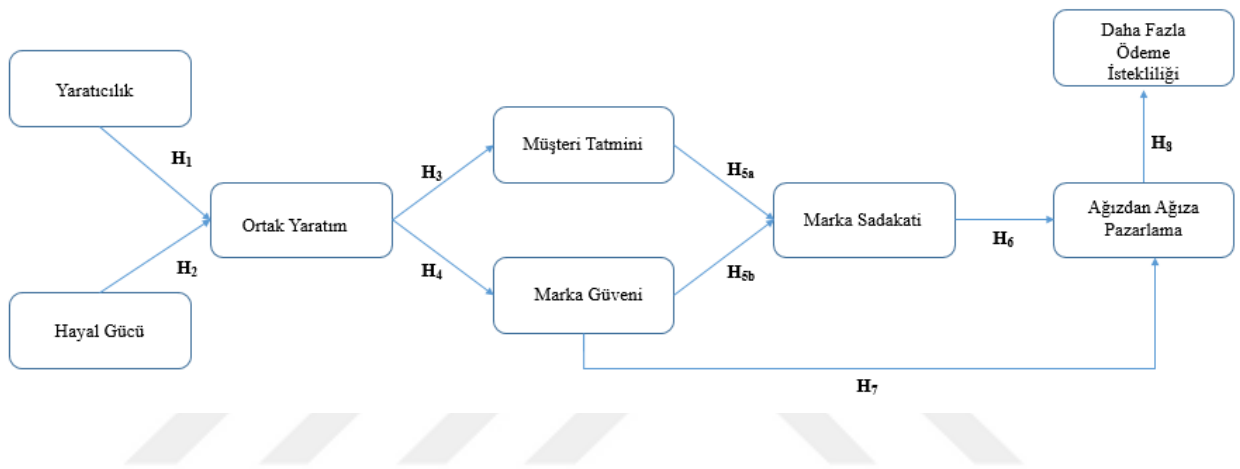 Daha Fazla
Ödeme
İstekliliği
Yaratıcılık
H₁
Müşteri Tatmini
H₃
H₅ₐ
H₈
Ortak Yaratım
Marka Sadakati
H₆
Ağızdan Ağıza
Pazarlama
H₂
H₄
H5b
Hayal Gücü
Marka Güveni
H₇